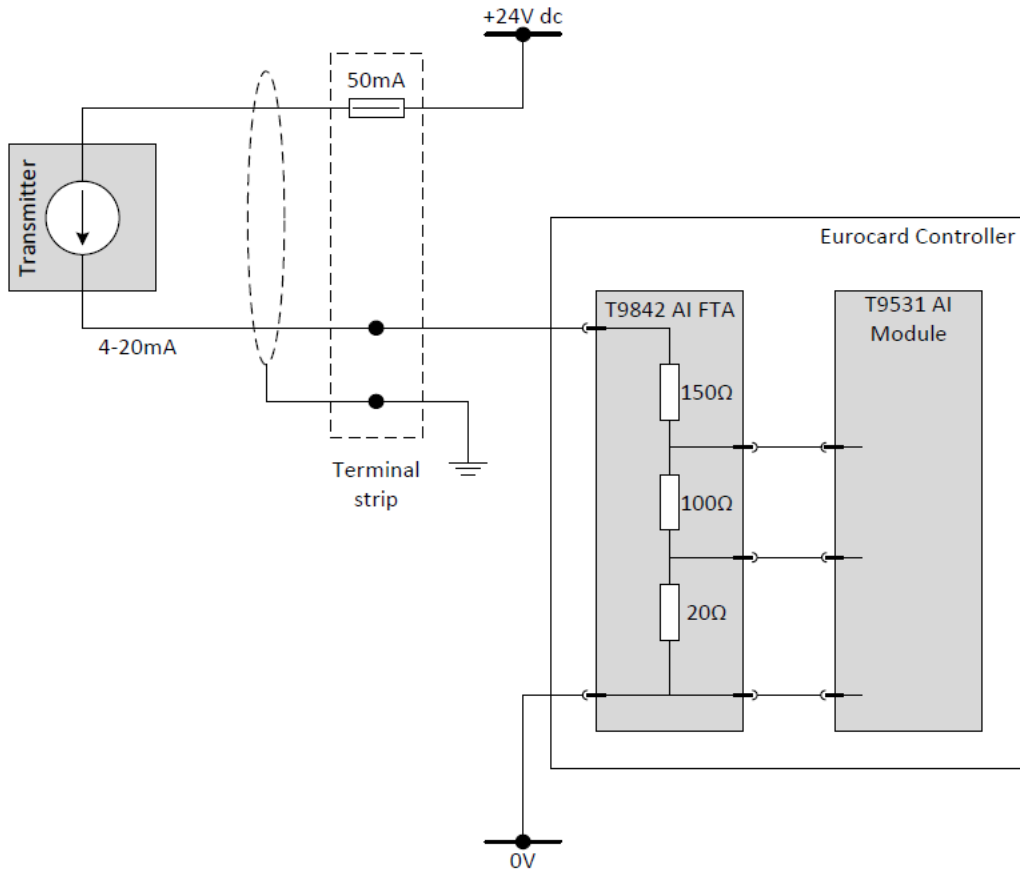 +24V dc
50mA
Transmitter
Eurocard Controller
T9842 AI FTA
T9531 AI
Module
4-20mA
150Ω
Terminal
strip
100Ω
20Ω
0V